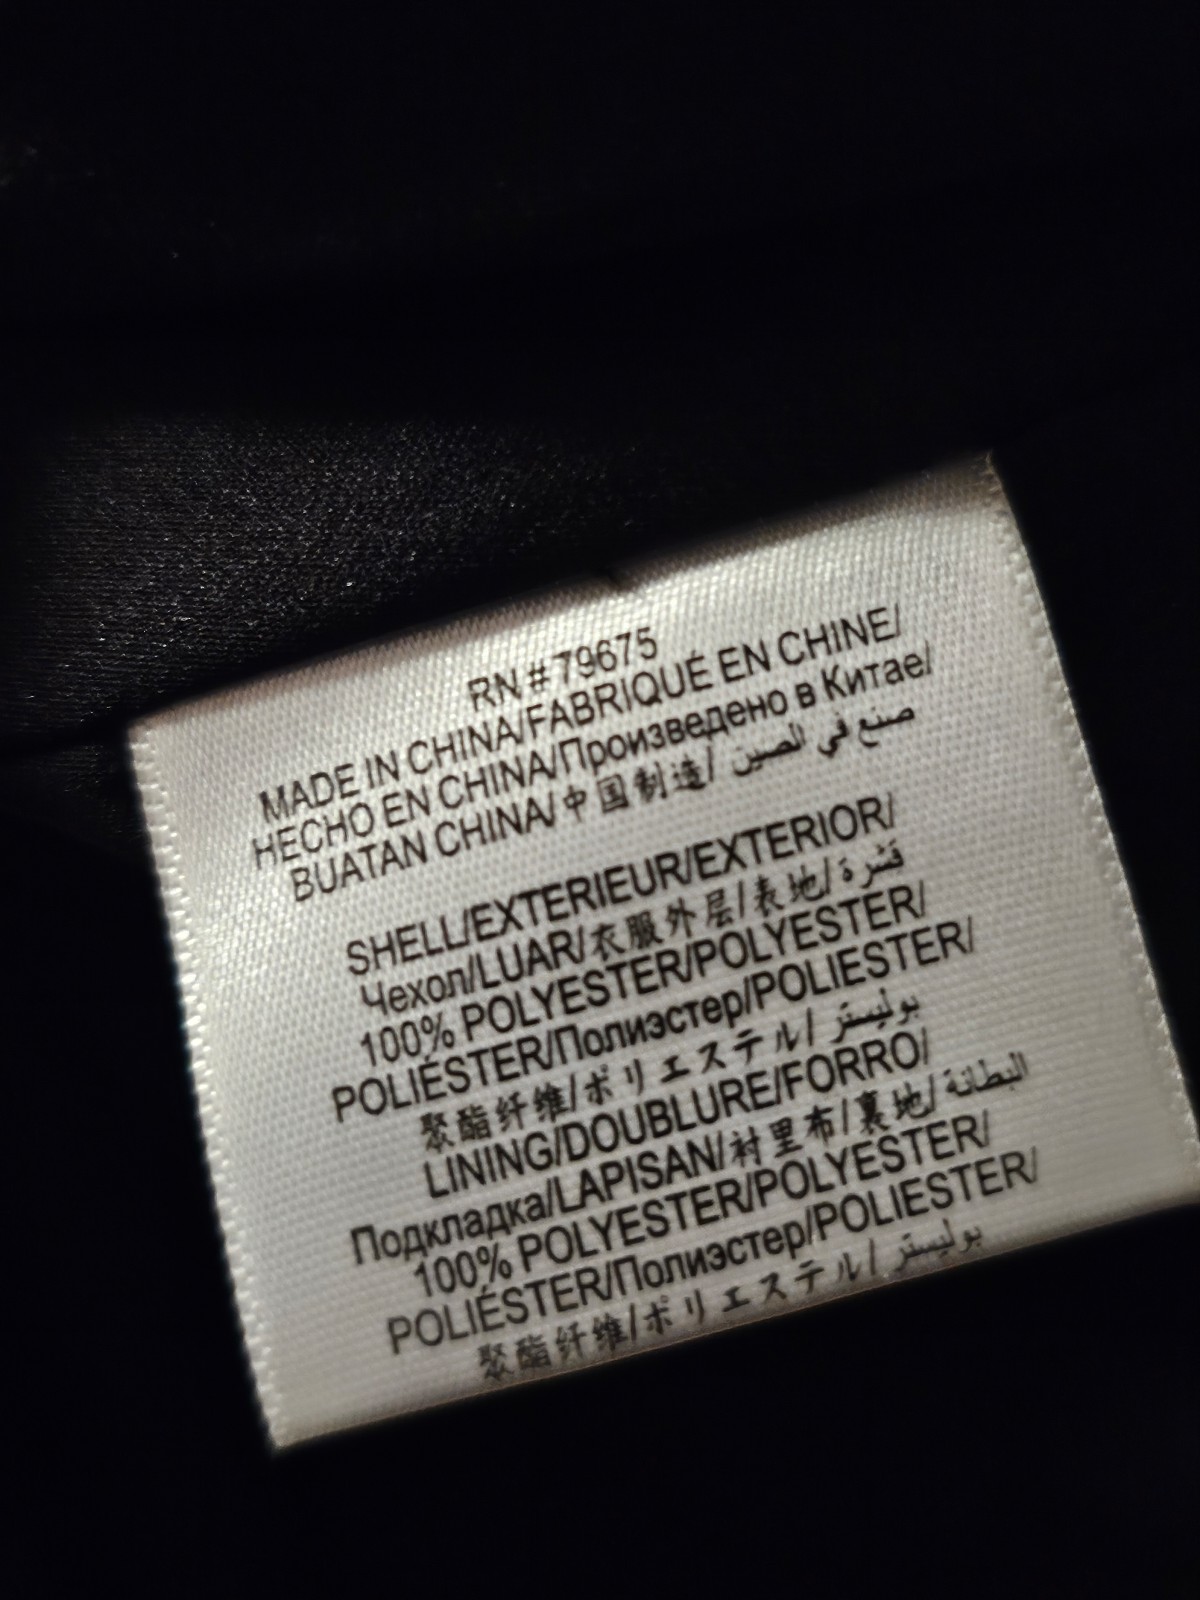 RN # 79675
MADE IN CHINA/FABRIQUÉ EN CHINE/
HECHO EN CHINA/Произведено в Китае/
BUATAN CHINA/中国制造/ صنع في الصين
SHELL/EXTERIEUR/EXTERIOR/
Чехол/LUAR/衣服外层/表地/قشرة
100% POLYESTER/POLYESTER/
POLIÉSTER/Полиэстер/POLIESTER/
聚酯纤维/ポリエステル/ بوليستر
LINING/DOUBLURE/FORRO/
Подкладка/LAPISAN/衬里布/裏地/البطانة
100% POLYESTER/POLYESTER/
POLIÉSTER/Полиэстер/POLIESTER/
聚酯纤维/ポリエステル/ بوليستر